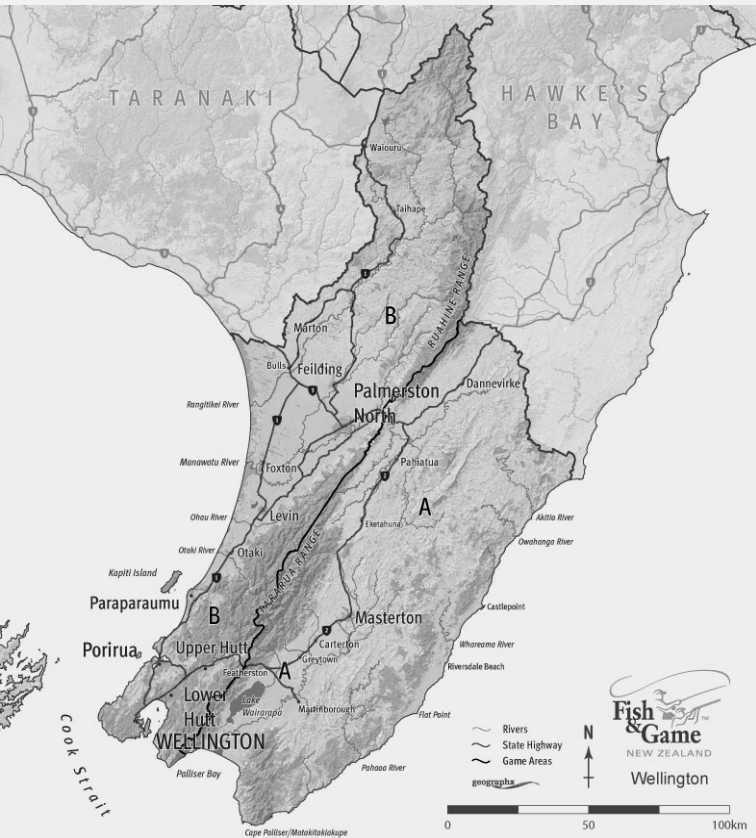 TARANAKI
HAWKE'S
BAY
Waiouru
Taihape
RUAHINE RANGE
B
Marton
Bulls
Feilding
Palmerston
North
Dannevirke
Rangitikei River
Manawatu River
Foxton
Pahiatua
A
Eketahuna
Ohau River
Levin
Akitio River
Owahanga River
Otaki River
Otaki
TARARUA RANGE
Kapiti Island
Paraparaumu
B
Masterton
Castlepoint
Porirua
Upper Hutt
Carterton
Greytown
Whareama River
Riversdale Beach
Featherston
A
Lower
Hutt
Lake
Wairarapa
Martinborough
Flat Point
WELLINGTON
Cook Strait
Palliser Bay
Pahaoa River
Cape Palliser/Matakitakiakupe
Rivers
State Highway
Game Areas
geographx
N
Fish
&Game
TM
NEW ZEALAND
Wellington
0km
50
100km